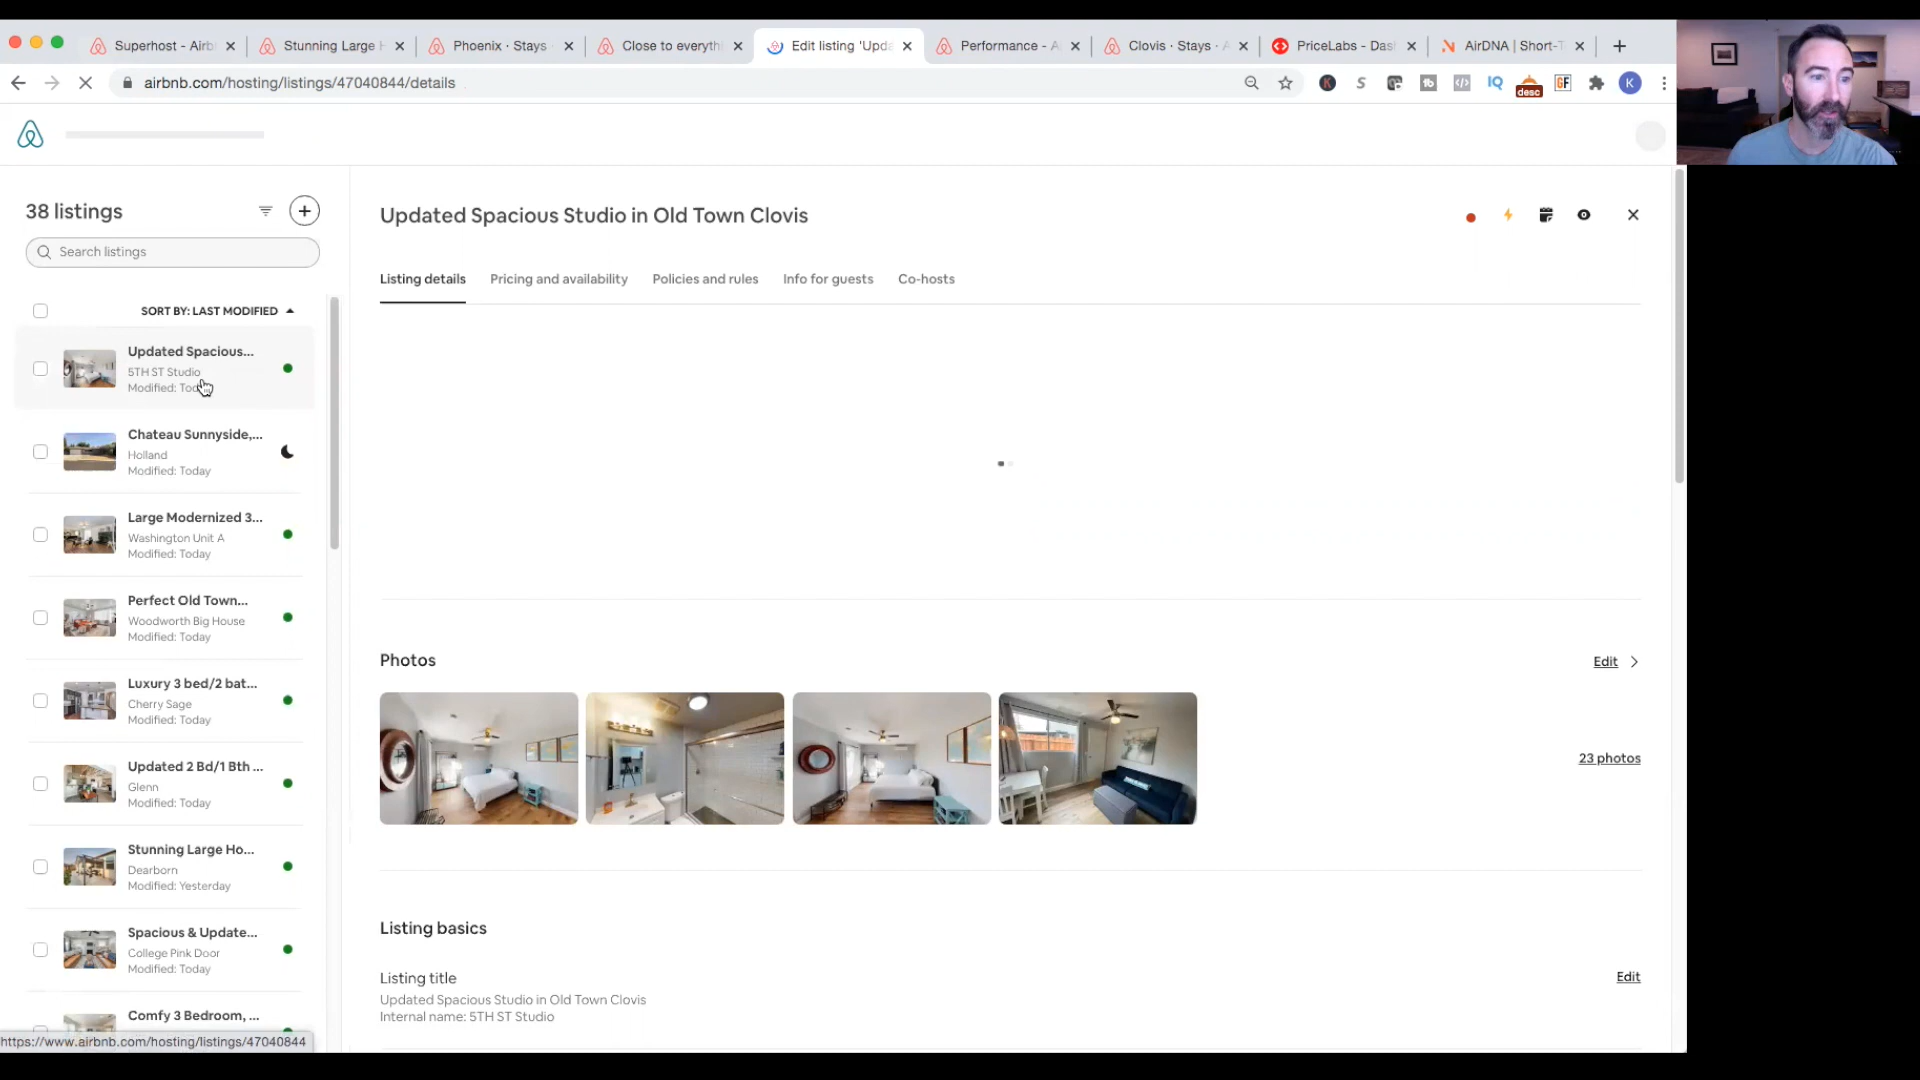 Superhost - Airb
Stunning Large H
Phoenix · Stays
Close to everyth
Edit listing 'Upda
Performance - A
Clovis · Stays · A
PriceLabs - Das
AirDNA | Short-T
airbnb.com/hosting/listings/47040844/details
S
IQ
desc
GF
K
38 listings
Search listings
SORT BY: LAST MODIFIED
Updated Spacious...
5TH ST Studio
Modified: Today
Chateau Sunnyside,...
Holland
Modified: Today
Large Modernized 3...
Washington Unit A
Modified: Today
Perfect Old Town...
Woodworth Big House
Modified: Today
Luxury 3 bed/2 bat...
Cherry Sage
Modified: Today
Updated 2 Bd/1 Bth ...
Glenn
Modified: Today
Stunning Large Ho...
Dearborn
Modified: Yesterday
Spacious & Update...
College Pink Door
Modified: Today
Comfy 3 Bedroom, ...
https://www.airbnb.com/hosting/listings/47040844
Updated Spacious Studio in Old Town Clovis
Listing details
Pricing and availability
Policies and rules
Info for guests
Co-hosts
Photos
Edit
23 photos
Listing basics
Listing title
Edit
Updated Spacious Studio in Old Town Clovis
Internal name: 5TH ST Studio